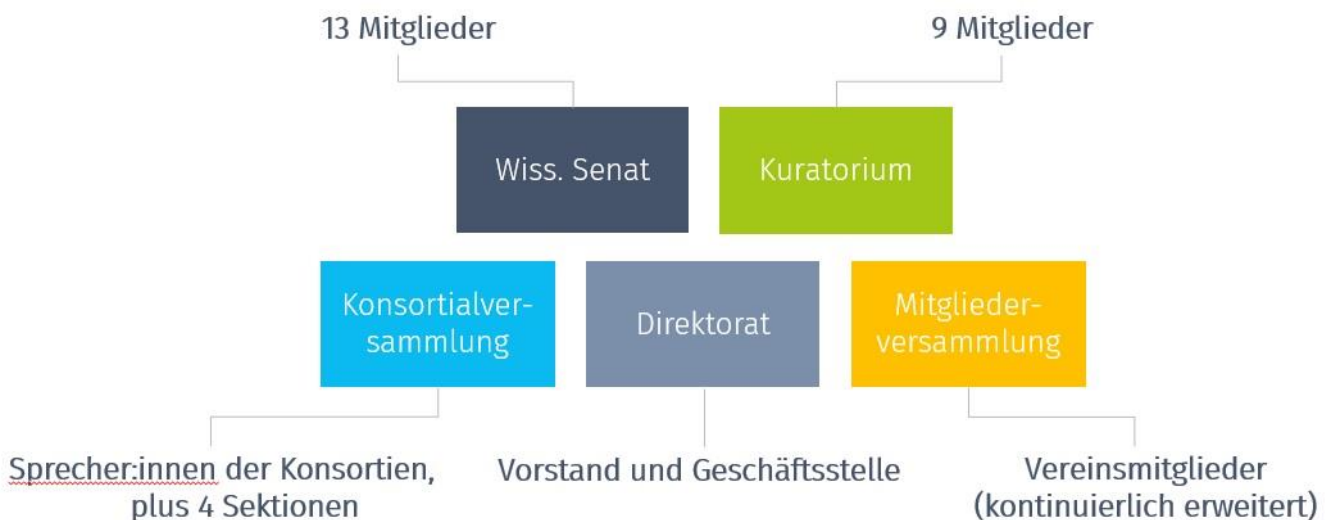 13 Mitglieder
9 Mitglieder
Wiss. Senat
Kuratorium
Konsortialver-
sammlung
Direktorat
Mitglieder-
versammlung
Sprecher:innen der Konsortien,
plus 4 Sektionen
Vorstand und Geschäftsstelle
Vereinsmitglieder
(kontinuierlich erweitert)